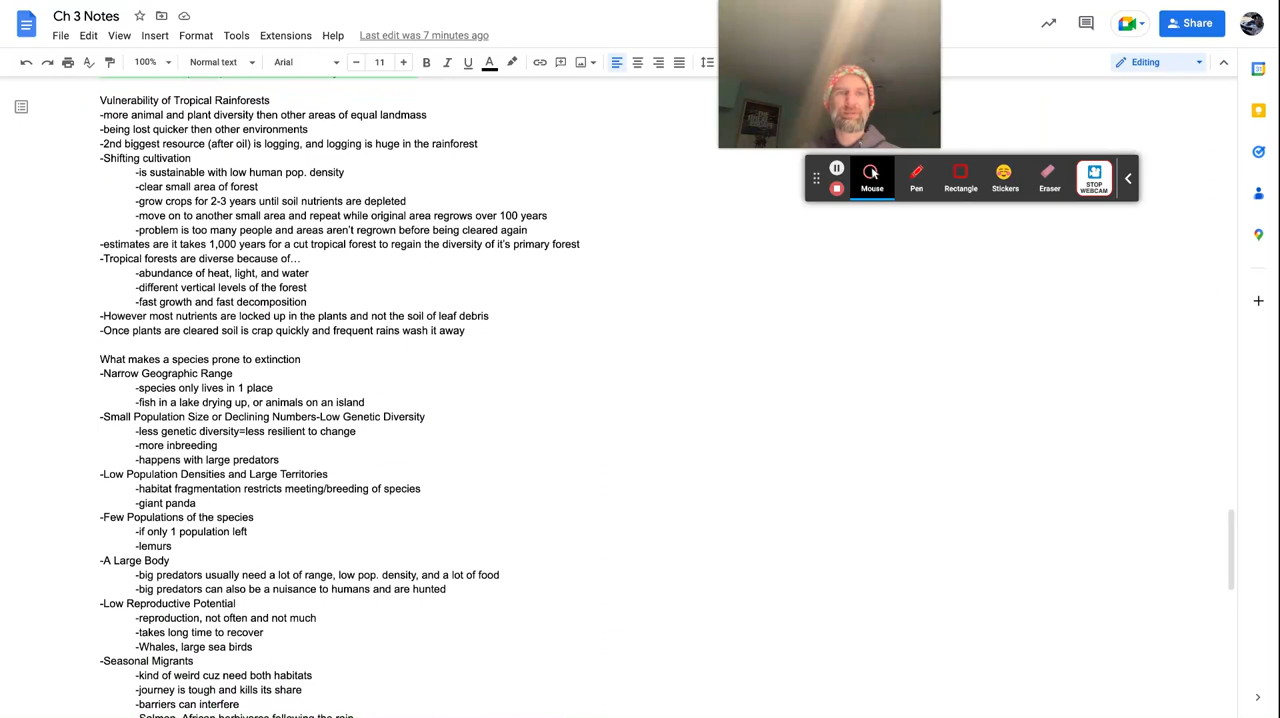 Ch 3 Notes
File Edit View Insert Format Tools Extensions Help Last edit was 7 minutes ago
Share
100% Normal text Arial 11 B I U A Editing
Mouse Pen Rectangle Stickers Eraser STOP WEBCAM
Vulnerability of Tropical Rainforests
-more animal and plant diversity then other areas of equal landmass
-being lost quicker then other environments
-2nd biggest resource (after oil) is logging, and logging is huge in the rainforest
-Shifting cultivation
-is sustainable with low human pop. density
-clear small area of forest
-grow crops for 2-3 years until soil nutrients are depleted
-move on to another small area and repeat while original area regrows over 100 years
-problem is too many people and areas aren't regrown before being cleared again
-estimates are it takes 1,000 years for a cut tropical forest to regain the diversity of it's primary forest
-Tropical forests are diverse because of…
-abundance of heat, light, and water
-different vertical levels of the forest
-fast growth and fast decomposition
-However most nutrients are locked up in the plants and not the soil of leaf debris
-Once plants are cleared soil is crap quickly and frequent rains wash it away
What makes a species prone to extinction
-Narrow Geographic Range
-species only lives in 1 place
-fish in a lake drying up, or animals on an island
-Small Population Size or Declining Numbers-Low Genetic Diversity
-less genetic diversity=less resilient to change
-more inbreeding
-happens with large predators
-Low Population Densities and Large Territories
-habitat fragmentation restricts meeting/breeding of species
-giant panda
-Few Populations of the species
-if only 1 population left
-lemurs
-A Large Body
-big predators usually need a lot of range, low pop. density, and a lot of food
-big predators can also be a nuisance to humans and are hunted
-Low Reproductive Potential
-reproduction, not often and not much
-takes long time to recover
-Whales, large sea birds
-Seasonal Migrants
-kind of weird cuz need both habitats
-journey is tough and kills its share
-barriers can interfere
-Salmon, African herbivores following the rain